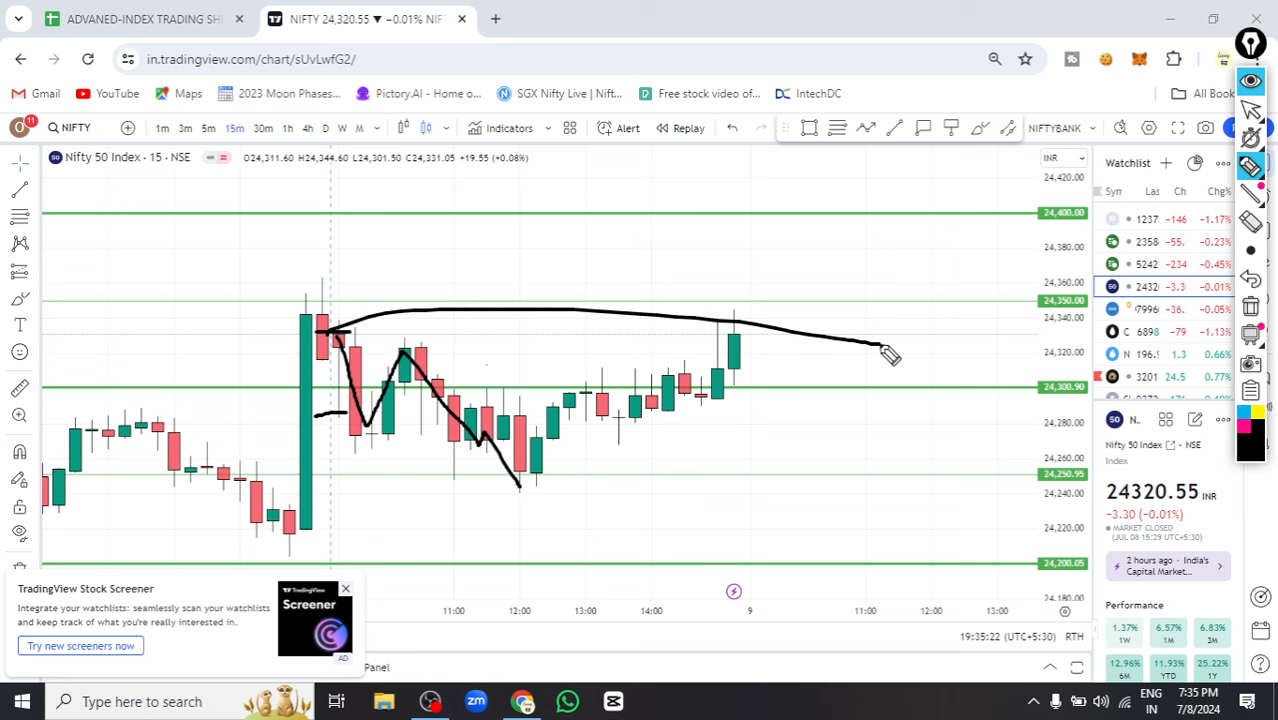 ADVANED-INDEX TRADING SH
NIFTY 24,320.55 ▼ −0.01% NIF
in.tradingview.com/chart/sUvLwfG2/
Gmail
YouTube
Maps
2023 Moon Phases...
Pictory.AI - Home o...
SGX Nifty Live | Nift...
Free stock video of...
IntechDC
All Book
11
NIFTY
1m 3m 5m 15m 30m 1h 4h D W M
Indicators
Alert
Replay
NIFTYBANK
Nifty 50 Index · 15 · NSE
O24,311.60 H24,344.60 L24,301.50 C24,331.05 +19.55 (+0.08%)
INR
24,420.00
24,400.00
24,380.00
24,360.00
24,350.00
24,340.00
24,320.00
24,300.90
24,280.00
24,260.00
24,250.95
24,240.00
24,220.00
24,200.05
24,180.00
11:00 12:00 13:00 14:00 9 11:00 12:00 13:00
19:35:22 (UTC+5:30) RTH
Panel
TradingView Stock Screener
Integrate your watchlists: seamlessly scan your watchlists
and keep track of what you're really interested in.
Try new screeners now
TradingView
Screener
AD
Watchlist
Syn La: Ch Chg%
1237: -146 -1.17%
2358 -55. -0.23%
5242 -234 -0.45%
2432 -3.3 -0.01%
D 7996 -36. -0.05%
C 6898 -79 -1.13%
N 196. 1.3 0.66%
3201 24.5 0.77%
50 N..
Nifty 50 Index · NSE
Index
24320.55 INR
−3.30 (−0.01%)
MARKET CLOSED
(JUL 08 15:29 UTC+5:30)
2 hours ago · India's
Capital Market...
Performance
1.37% 6.57% 6.83%
1W 1M 3M
12.96% 11.93% 25.22%
6M YTD 1Y
Type here to search
ENG
IN
7:35 PM
7/8/2024